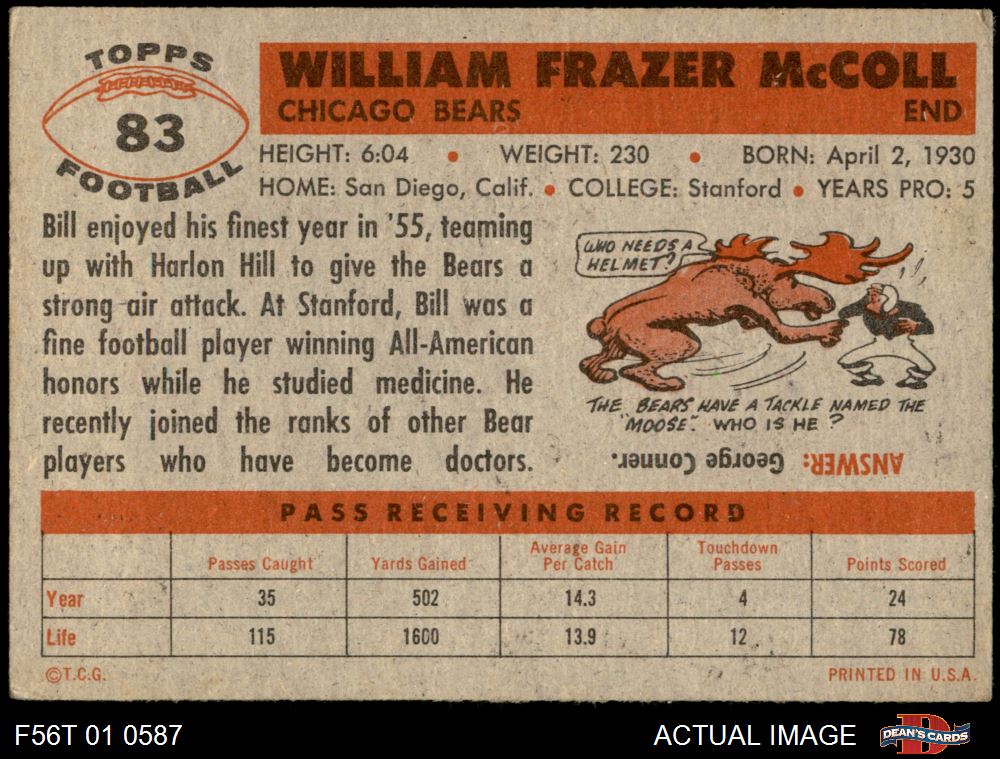 TOPPS
83
FOOTBALL
WILLIAM FRAZER McCOLL
CHICAGO BEARS END
HEIGHT: 6:04 • WEIGHT: 230 • BORN: April 2, 1930
HOME: San Diego, Calif. • COLLEGE: Stanford • YEARS PRO: 5
Bill enjoyed his finest year in '55, teaming
up with Harlon Hill to give the Bears a
strong air attack. At Stanford, Bill was a
fine football player winning All-American
honors while he studied medicine. He
recently joined the ranks of other Bear
players who have become doctors.
WHO NEEDS A
HELMET?
THE BEARS HAVE A TACKLE NAMED THE
"MOOSE". WHO IS HE?
ANSWER: George Conner.
PASS RECEIVING RECORD
Passes Caught Yards Gained Average Gain Per Catch Touchdown Passes Points Scored
Year 35 502 14.3 4 24
Life 115 1600 13.9 12 78
©T.C.G. PRINTED IN U.S.A.
F56T 01 0587 ACTUAL IMAGE D DEAN'S CARDS